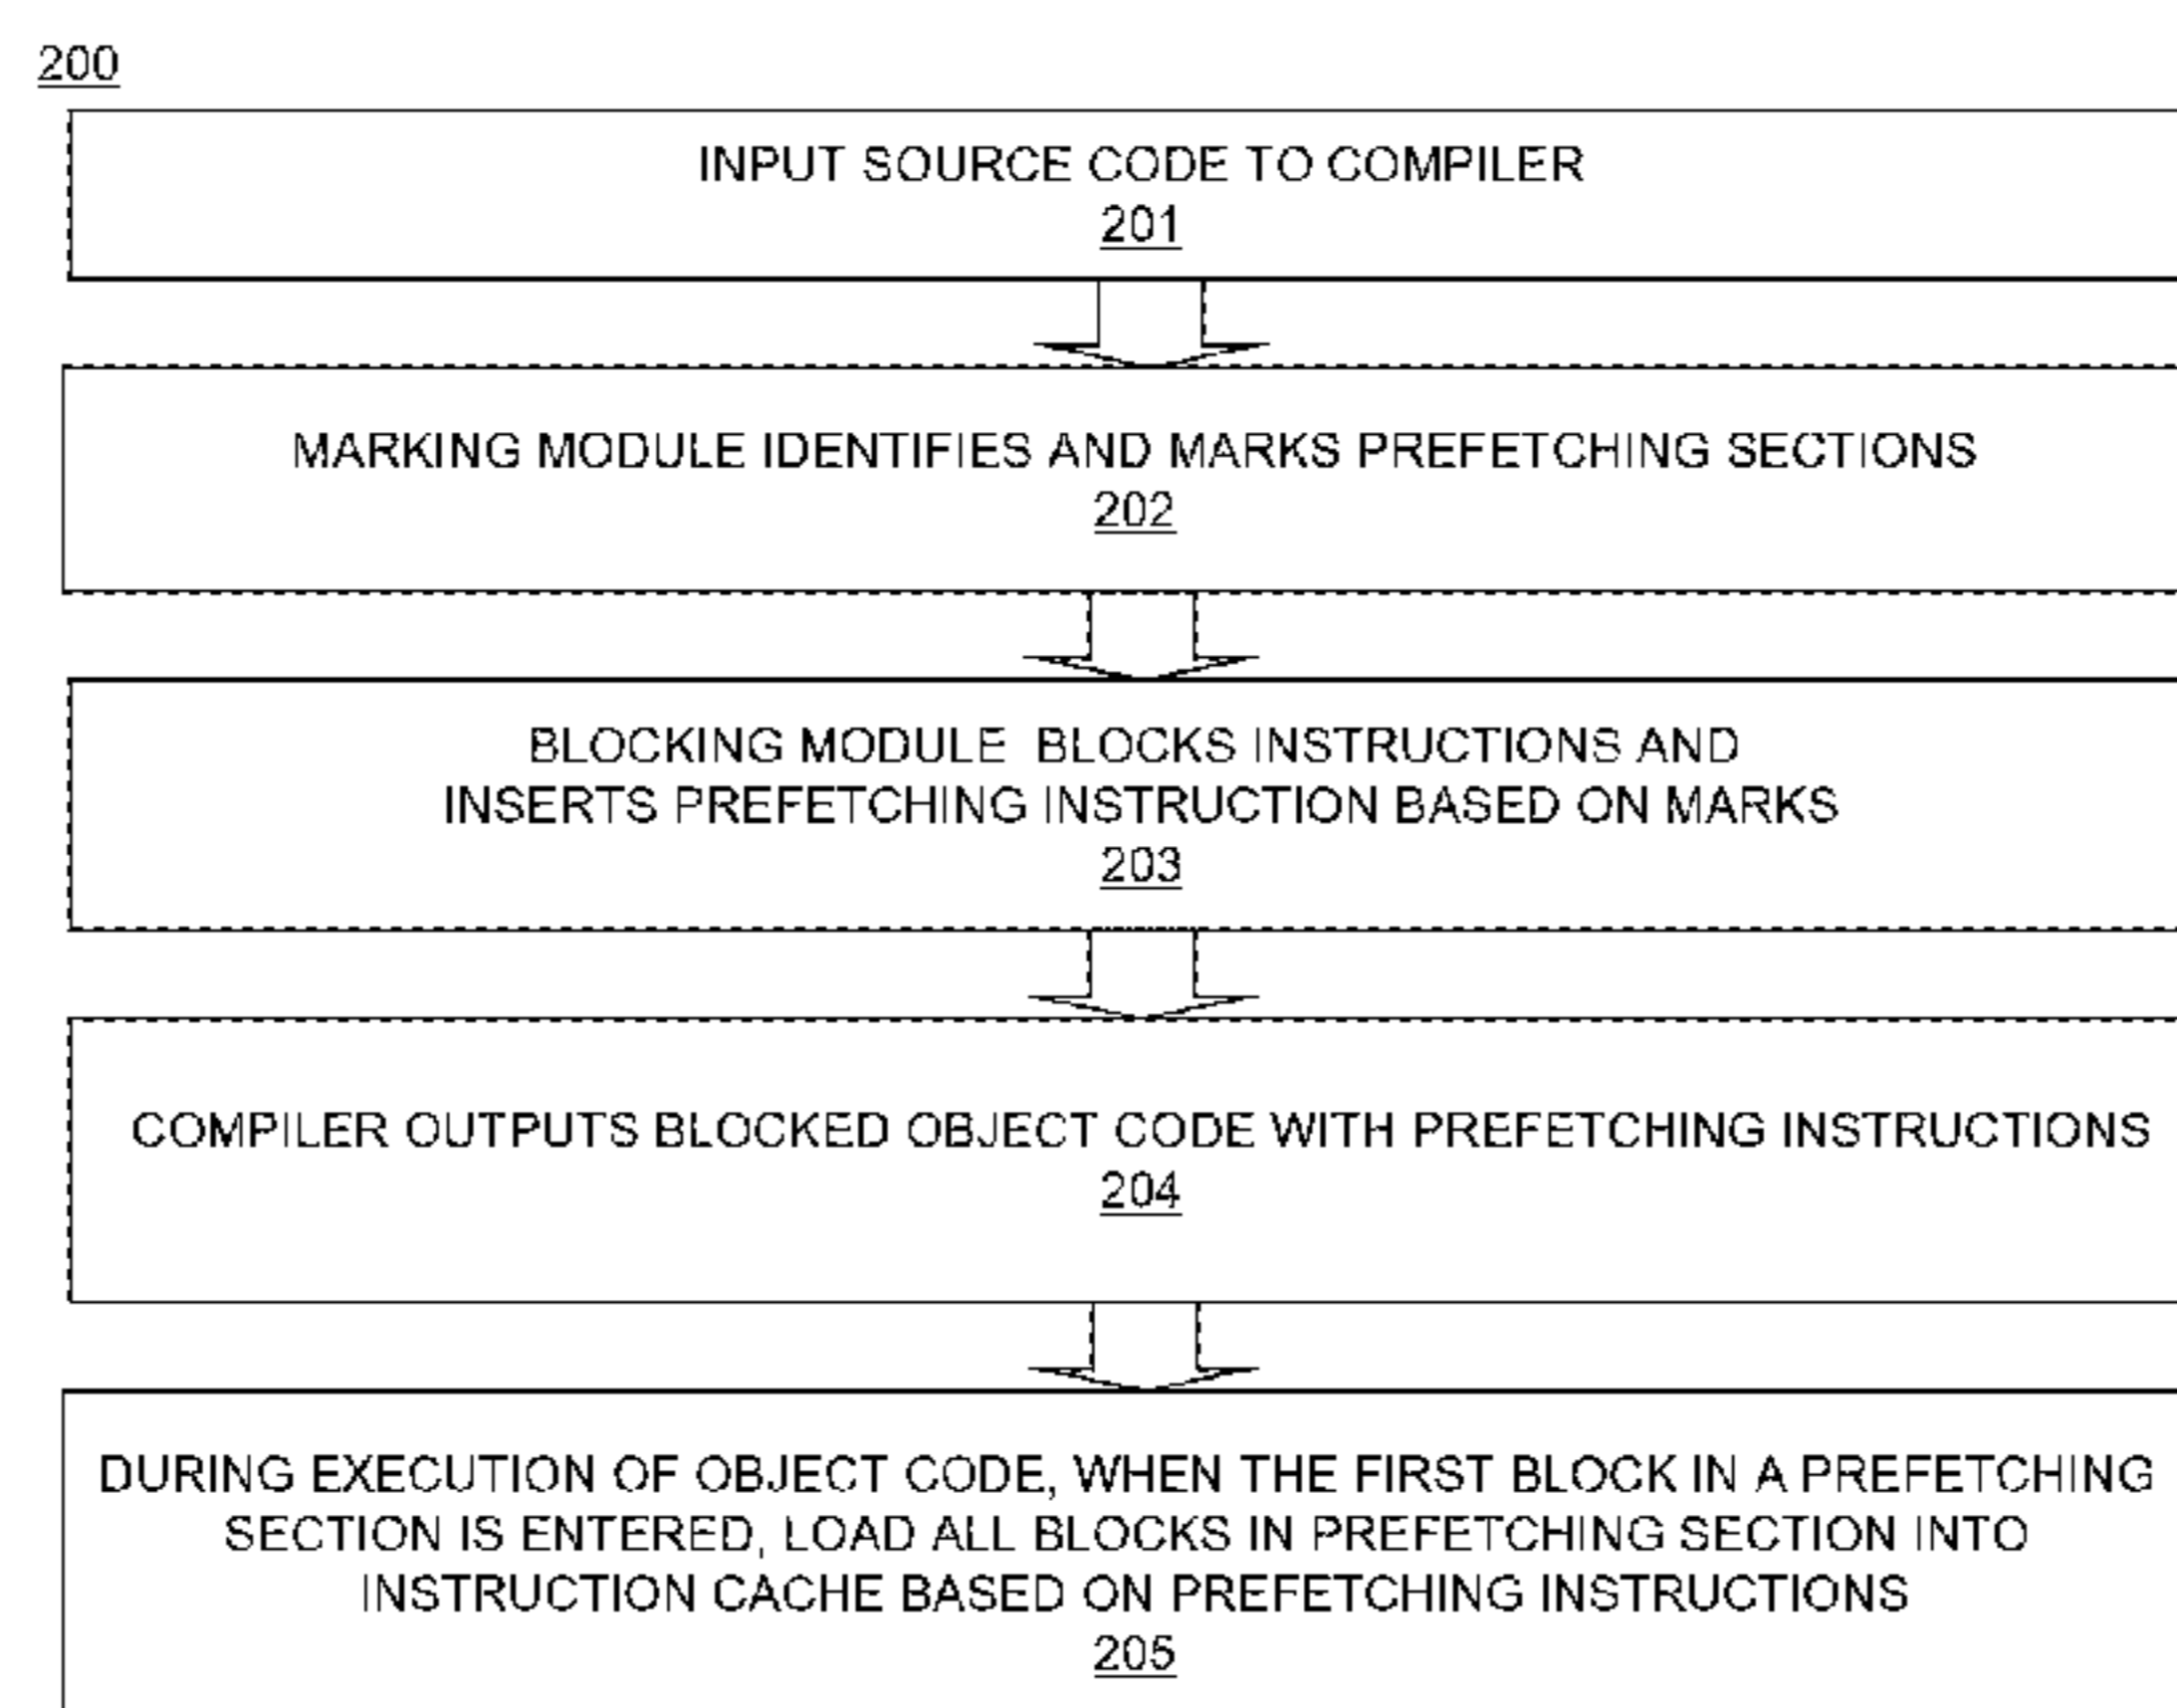 200
INPUT SOURCE CODE TO COMPILER
201
MARKING MODULE IDENTIFIES AND MARKS PREFETCHING SECTIONS
202
BLOCKING MODULE BLOCKS INSTRUCTIONS AND
INSERTS PREFETCHING INSTRUCTION BASED ON MARKS
203
COMPILER OUTPUTS BLOCKED OBJECT CODE WITH PREFETCHING INSTRUCTIONS
204
DURING EXECUTION OF OBJECT CODE, WHEN THE FIRST BLOCK IN A PREFETCHING
SECTION IS ENTERED, LOAD ALL BLOCKS IN PREFETCHING SECTION INTO
INSTRUCTION CACHE BASED ON PREFETCHING INSTRUCTIONS
205